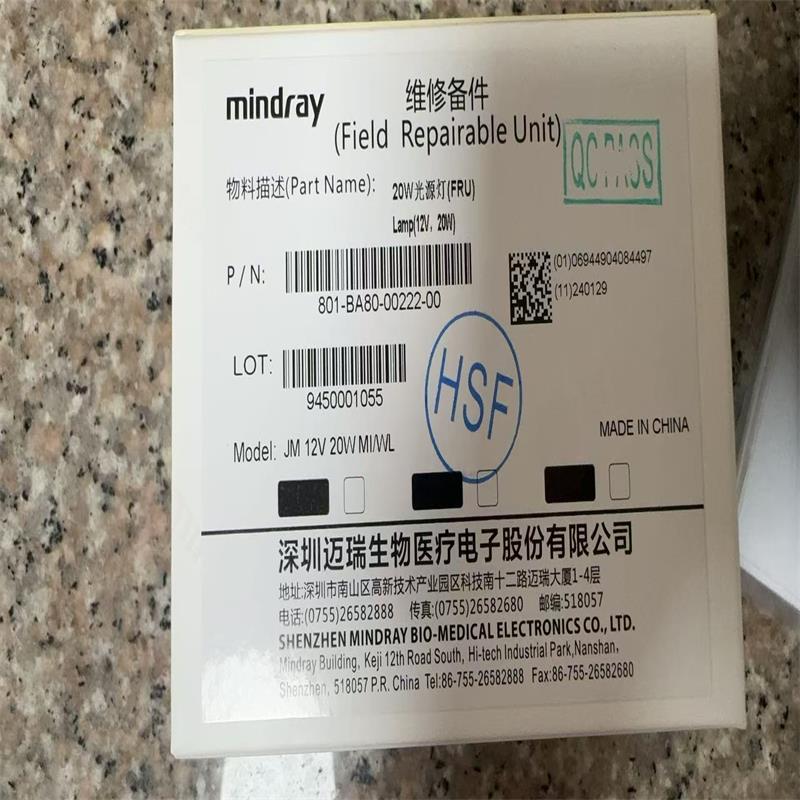 mindray
维修备件
(Field Repairable Unit)
QC PASS
物料描述(Part Name): 20W光源灯(FRU)
Lamp(12V, 20W)
P/N:
801-BA80-00222-00
(01)06944904084497
(11)240129
LOT:
9450001055
HSF
Model: JM 12V 20W MI/WL
MADE IN CHINA
深圳迈瑞生物医疗电子股份有限公司
地址:深圳市南山区高新技术产业园区科技南十二路迈瑞大厦1-4层
电话:(0755)26582888 传真:(0755)26582680 邮编:518057
SHENZHEN MINDRAY BIO-MEDICAL ELECTRONICS CO., LTD.
Mindray Building, Keji 12th Road South, Hi-tech Industrial Park,Nanshan,
Shenzhen, 518057 P.R. China Tel:86-755-26582888 Fax:86-755-26582680